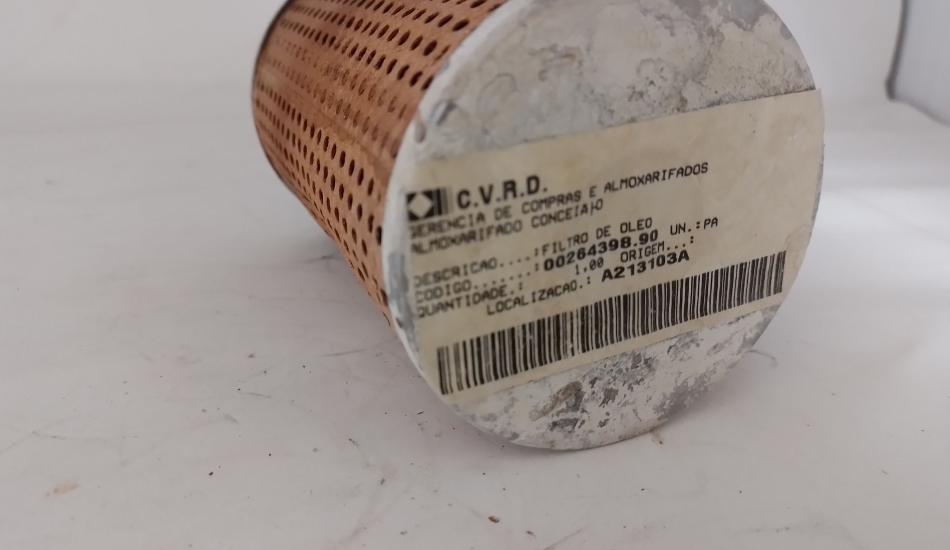 C.V.R.D.
GERENCIA DE COMPRAS E ALMOXARIFADOS
ALMOXARIFADO
DESCRICAO....:FILTRO DE OLEO
CODIGO.......:00264398.90 UN.:PA
QUANTIDADE.: 1,00 ORIGEM...:
LOCALIZACAO.: A213103A